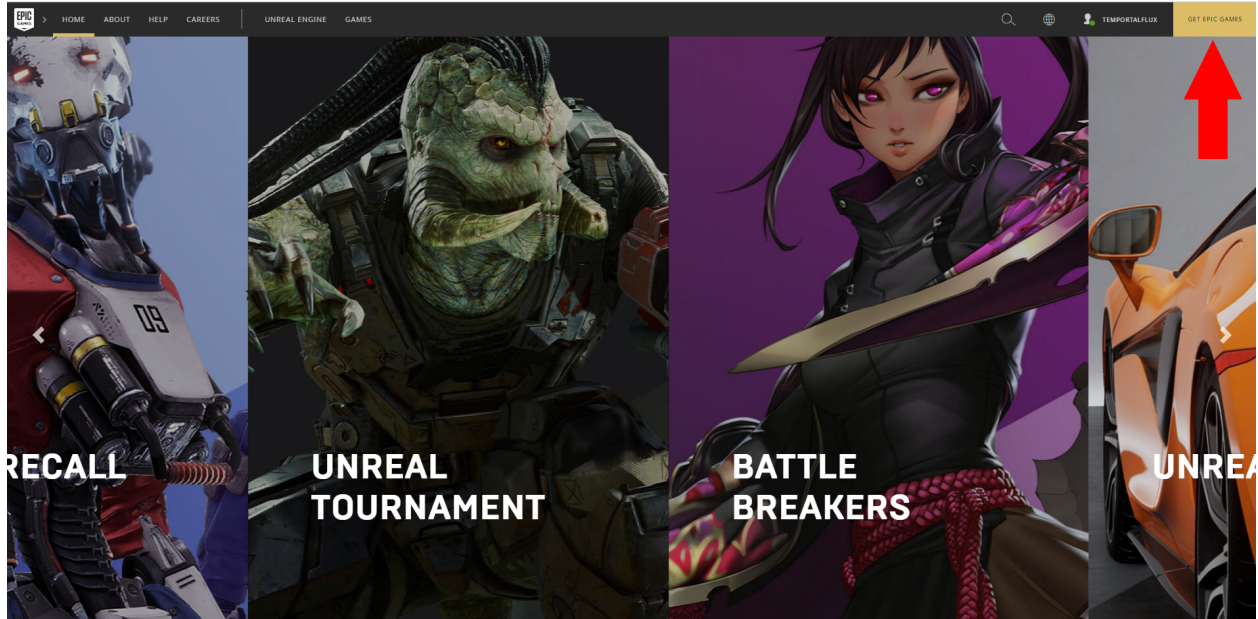 EPIC
GAMES
HOME ABOUT HELP CAREERS UNREAL ENGINE GAMES TEMPORTALFLUX GET EPIC GAMES
09
RECALL
UNREAL
TOURNAMENT
BATTLE
BREAKERS
UNREA